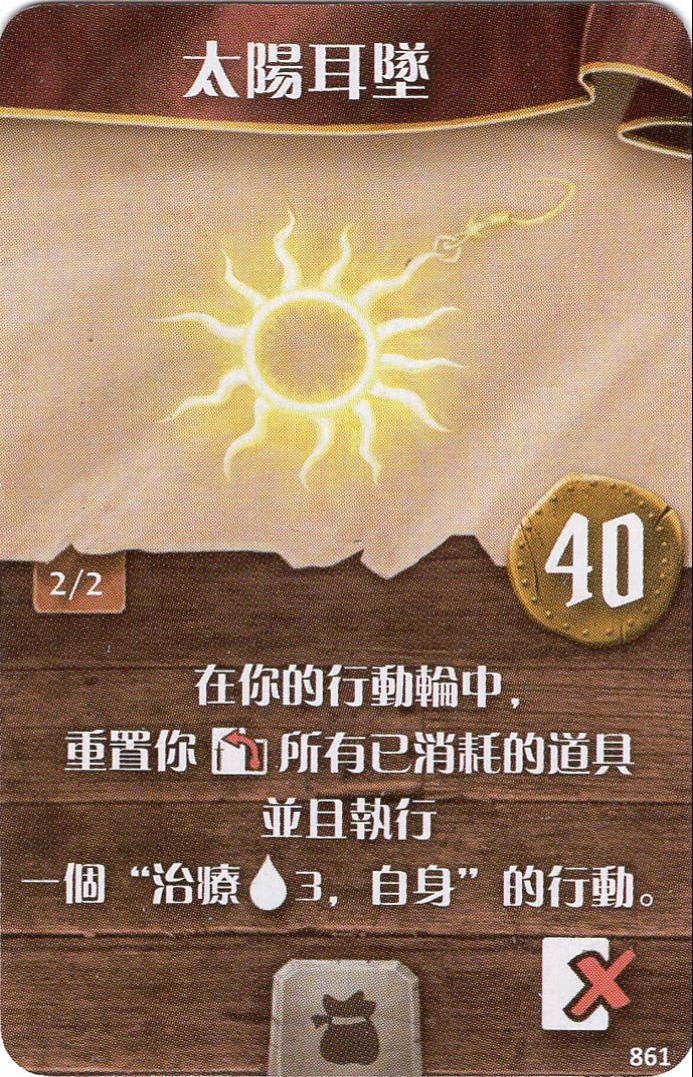 太陽耳墜
40
2/2
在你的行動輪中，
重置你所有已消耗的道具
並且執行
一個“治療3，自身”的行動。
861